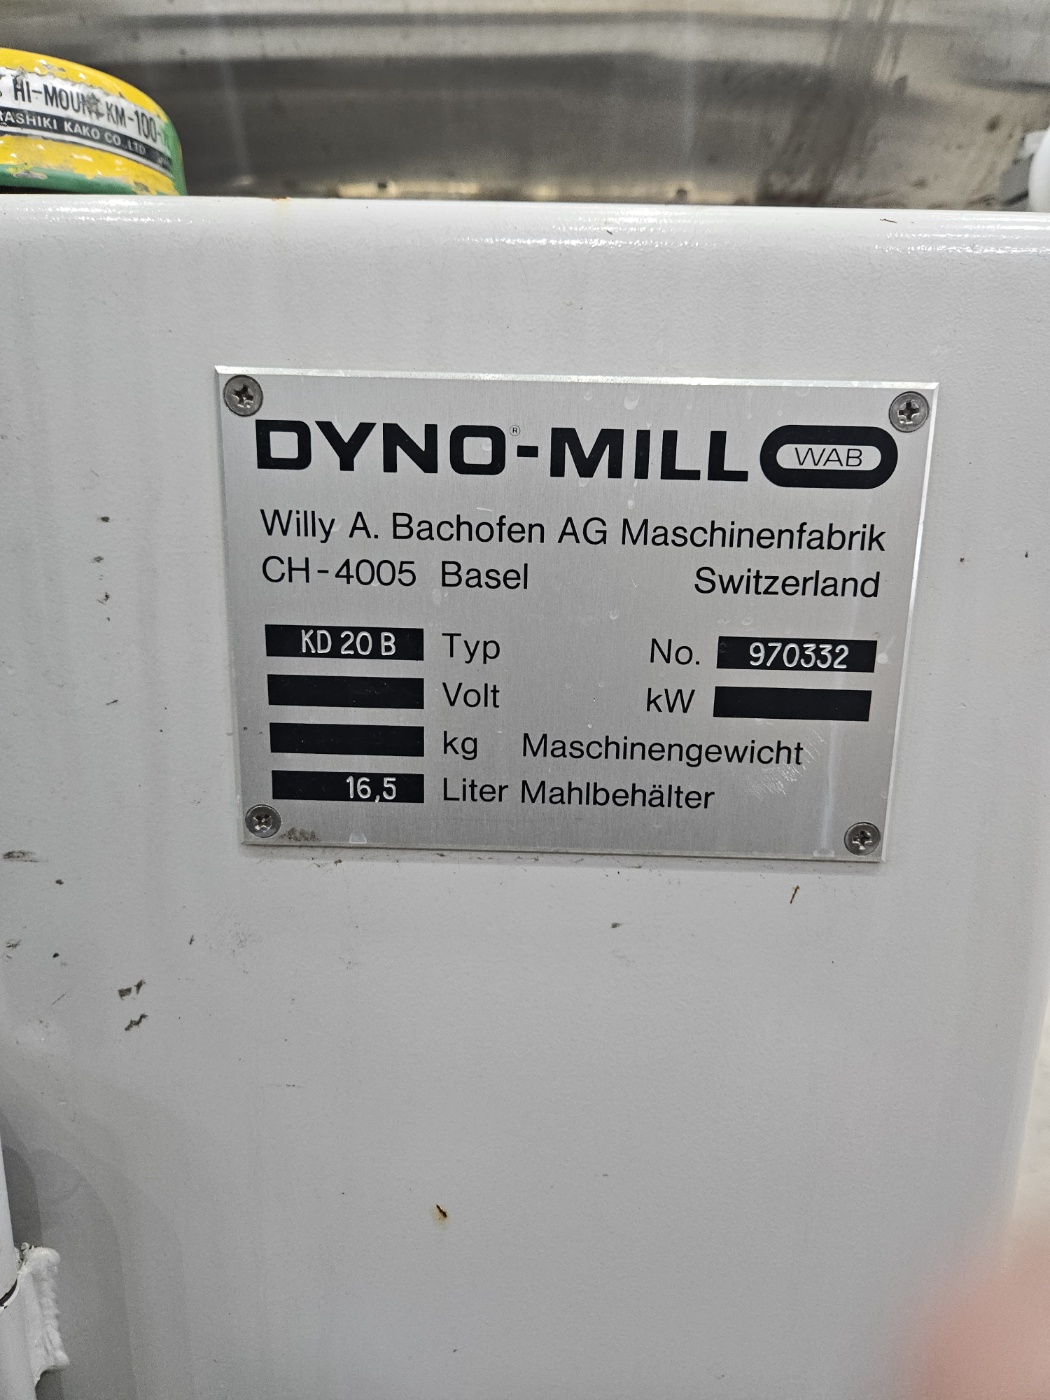 HI-MOUNT KM-100
KAKO CO.,LTD
DYNO®-MILL WAB
Willy A. Bachofen AG Maschinenfabrik
CH-4005 Basel Switzerland
KD 20 B Typ No. 970332
Volt kW
kg Maschinengewicht
16,5 Liter Mahlbehälter